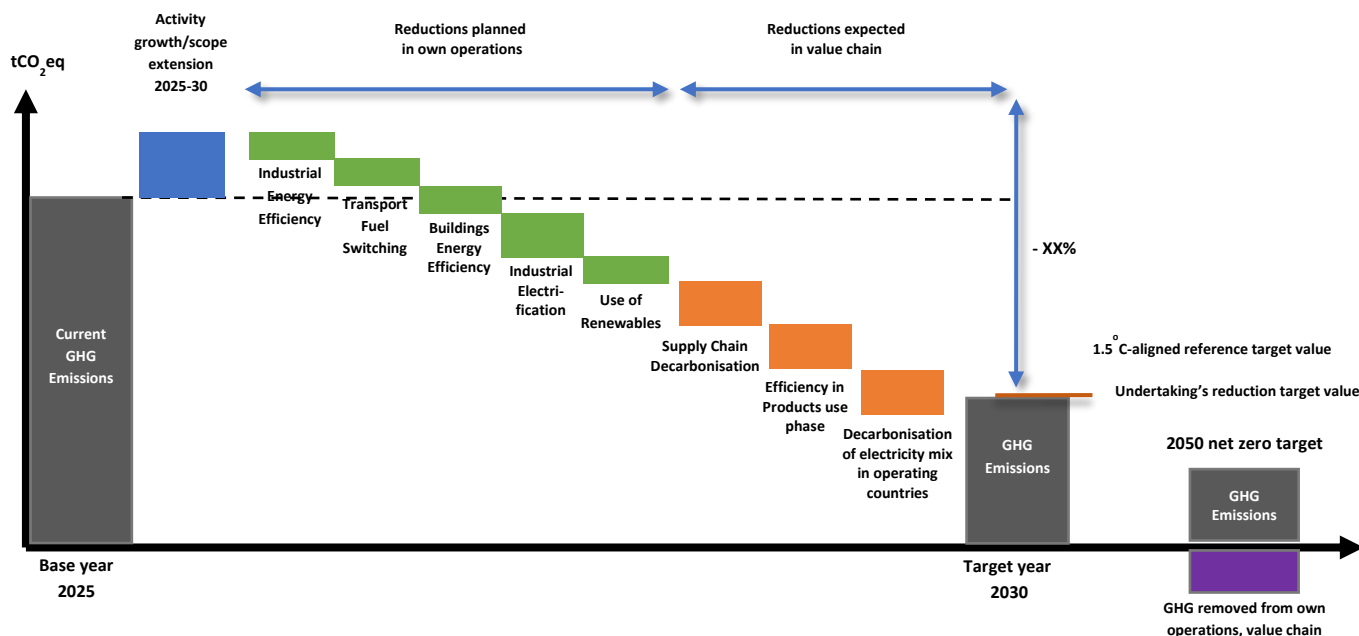 Activity
growth/scope
extension
2025-30
Reductions planned
in own operations
Reductions expected
in value chain
tCO2eq
Industrial
Energy
Efficiency
Transport
Fuel
Switching
Buildings
Energy
Efficiency
Industrial
Electri-
fication
Use of
Renewables
Supply Chain
Decarbonisation
Efficiency in
Products use
phase
Decarbonisation
of electricity mix
in operating
countries
- XX%
Current
GHG
Emissions
GHG
Emissions
1.5°C-aligned reference target value
Undertaking's reduction target value
2050 net zero target
GHG
Emissions
Base year
2025
Target year
2030
GHG removed from own
operations, value chain